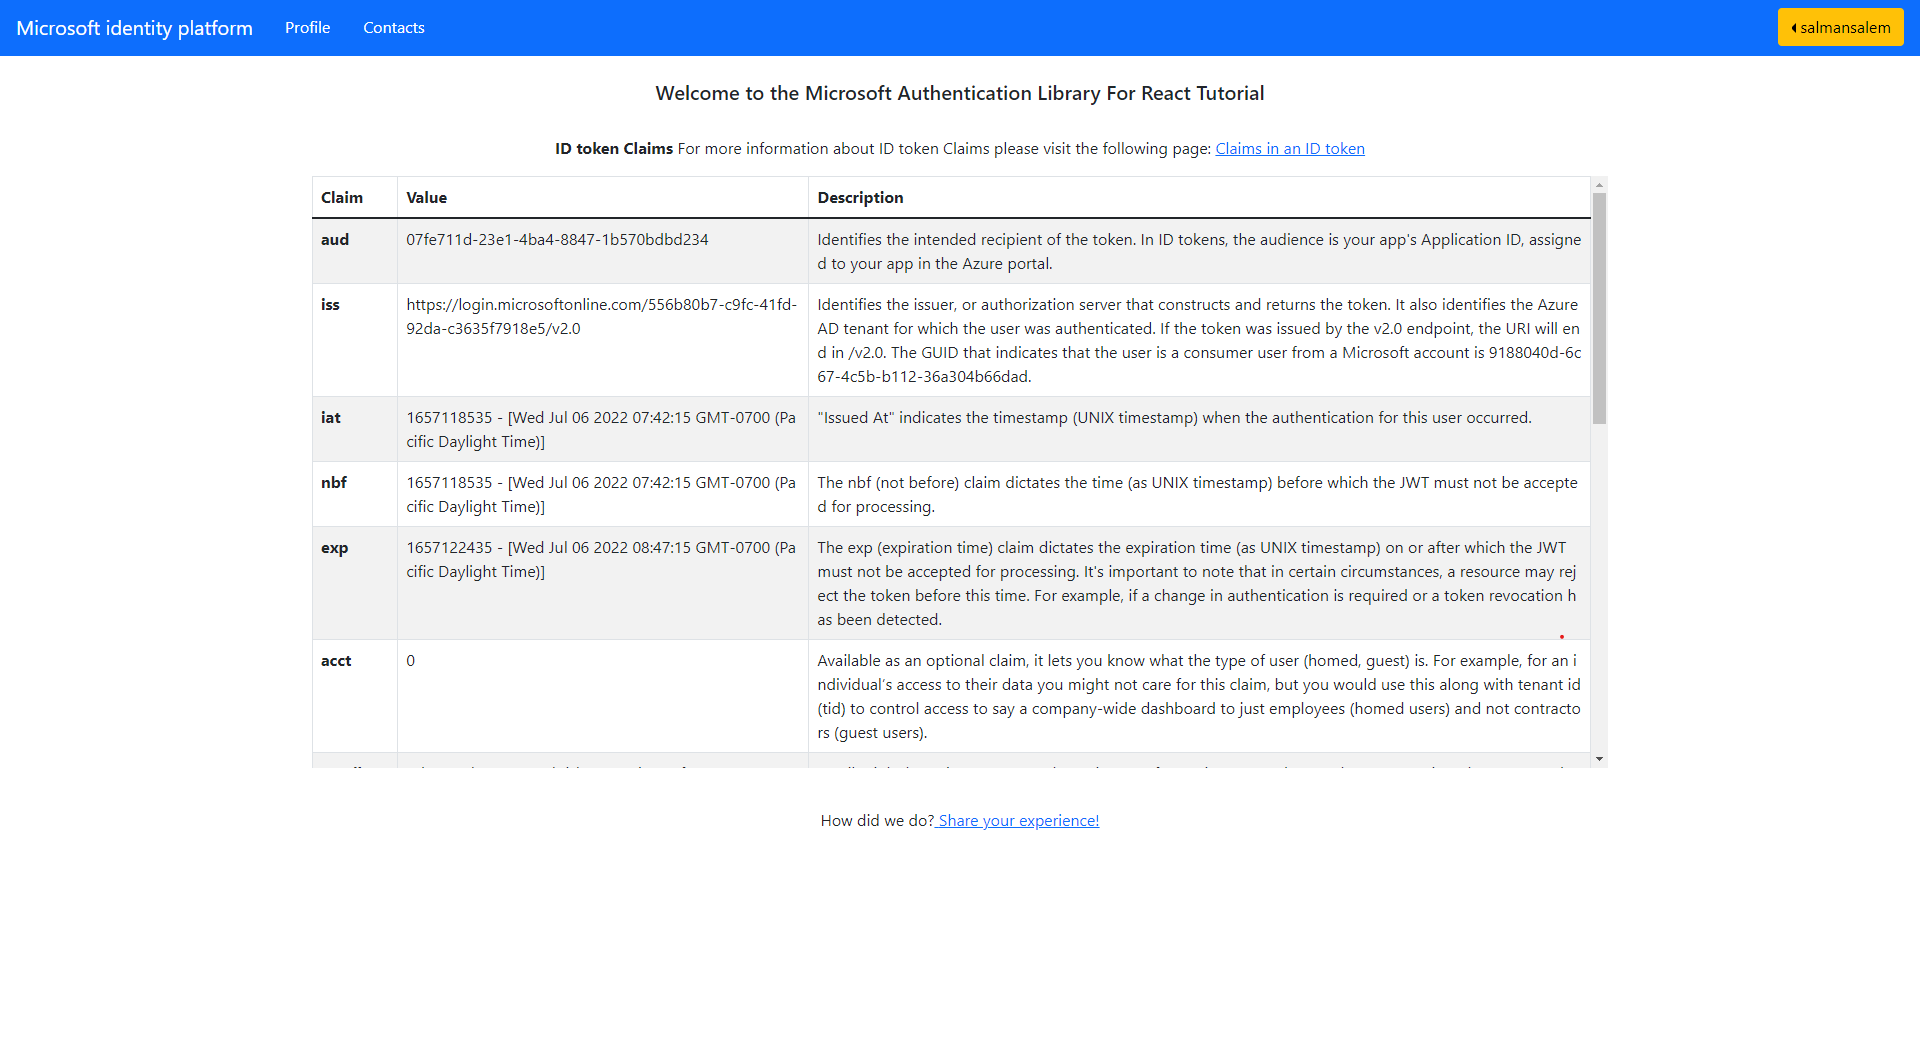 Microsoft identity platform Profile Contacts salmansalem
Welcome to the Microsoft Authentication Library For React Tutorial
ID token Claims For more information about ID token Claims please visit the following page: Claims in an ID token
Claim Value Description
aud 07fe711d-23e1-4ba4-8847-1b570bdbd234 Identifies the intended recipient of the token. In ID tokens, the audience is your app's Application ID, assigne
d to your app in the Azure portal.
iss https://login.microsoftonline.com/556b80b7-c9fc-41fd- Identifies the issuer, or authorization server that constructs and returns the token. It also identifies the Azure
92da-c3635f7918e5/v2.0 AD tenant for which the user was authenticated. If the token was issued by the v2.0 endpoint, the URI will en
d in /v2.0. The GUID that indicates that the user is a consumer user from a Microsoft account is 9188040d-6c
67-4c5b-b112-36a304b66dad.
iat 1657118535 - [Wed Jul 06 2022 07:42:15 GMT-0700 (Pa "Issued At" indicates the timestamp (UNIX timestamp) when the authentication for this user occurred.
cific Daylight Time)]
nbf 1657118535 - [Wed Jul 06 2022 07:42:15 GMT-0700 (Pa The nbf (not before) claim dictates the time (as UNIX timestamp) before which the JWT must not be accepte
cific Daylight Time)] d for processing.
exp 1657122435 - [Wed Jul 06 2022 08:47:15 GMT-0700 (Pa The exp (expiration time) claim dictates the expiration time (as UNIX timestamp) on or after which the JWT
cific Daylight Time)] must not be accepted for processing. It's important to note that in certain circumstances, a resource may rej
ect the token before this time. For example, if a change in authentication is required or a token revocation h
as been detected.
acct 0 Available as an optional claim, it lets you know what the type of user (homed, guest) is. For example, for an i
ndividual's access to their data you might not care for this claim, but you would use this along with tenant id
(tid) to control access to say a company-wide dashboard to just employees (homed users) and not contracto
rs (guest users).
How did we do? Share your experience!